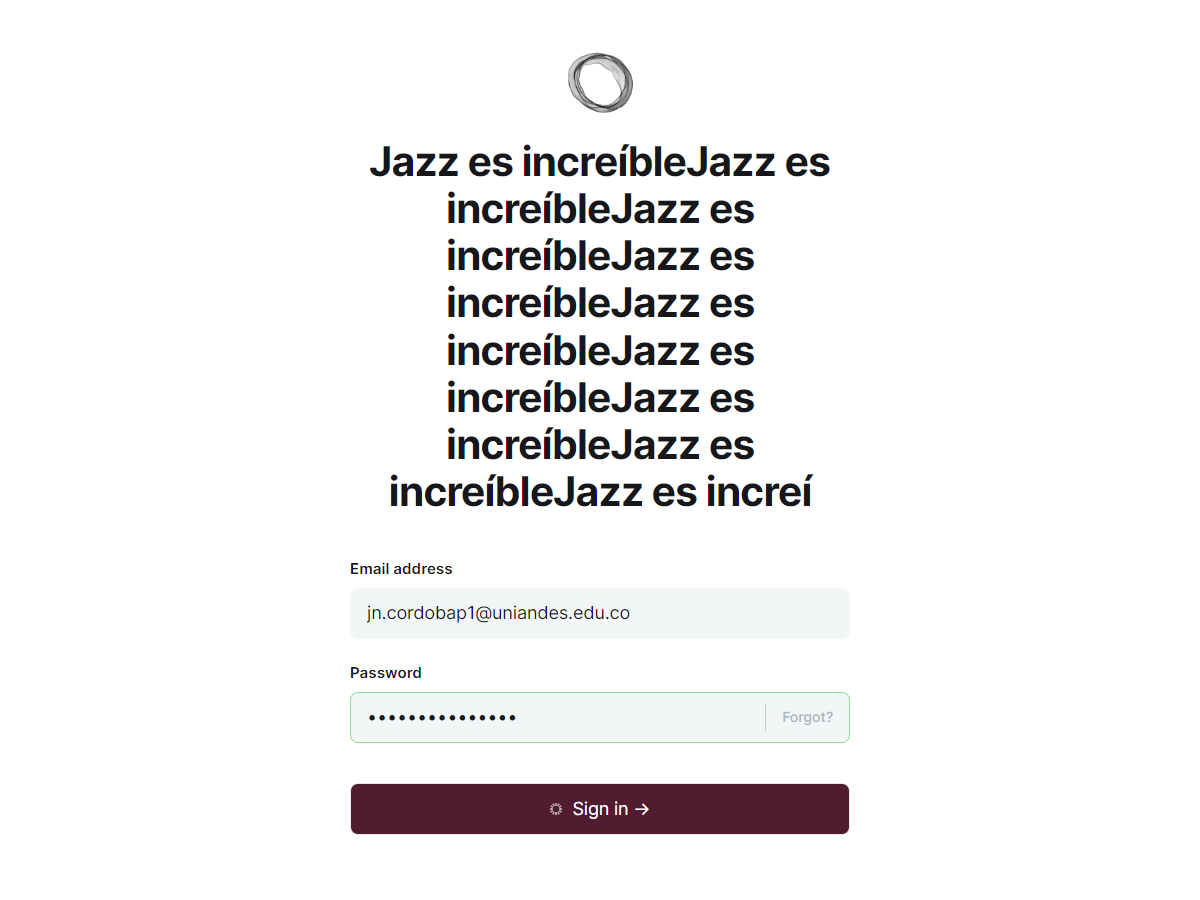 Jazz es increíbleJazz es
increíbleJazz es
increíbleJazz es
increíbleJazz es
increíbleJazz es
increíbleJazz es
increíbleJazz es
increíbleJazz es increí
Email address
jn.cordobap1@uniandes.edu.co
Password
•••••••••••••••
Forgot?
Sign in →